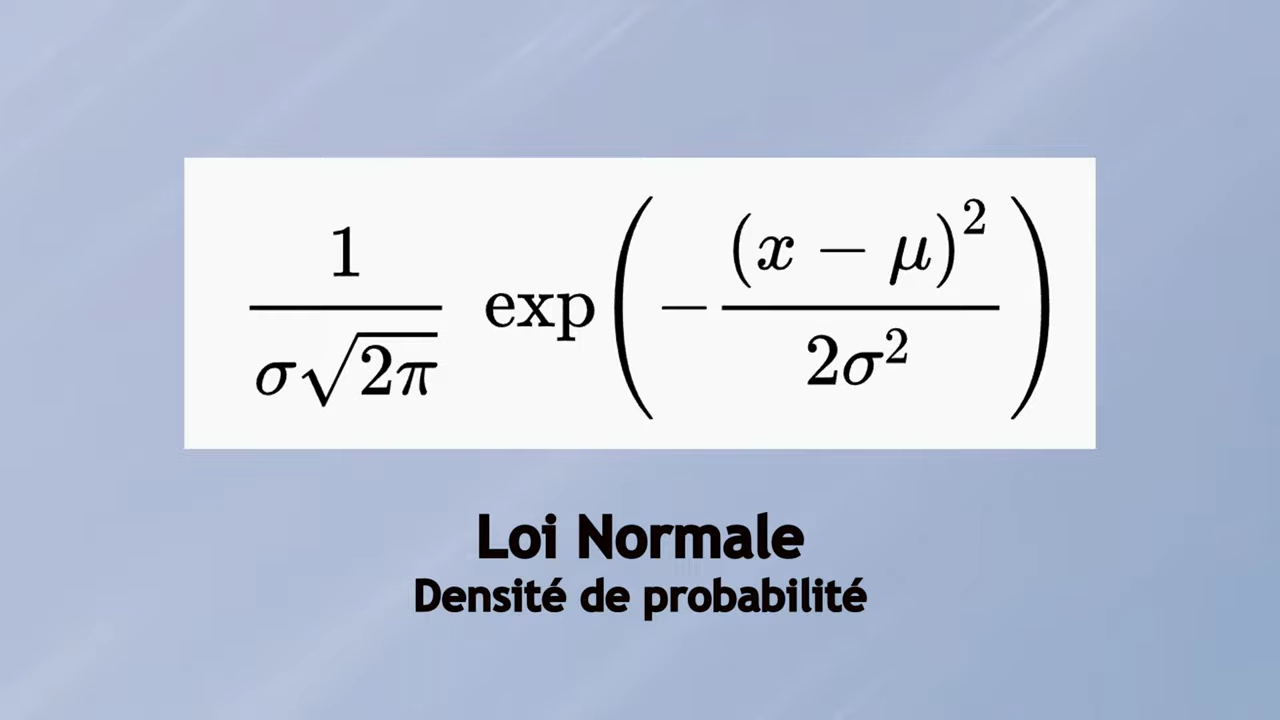 1/(σ√(2π)) exp(−(x − μ)²/(2σ²))
Loi Normale
Densité de probabilité